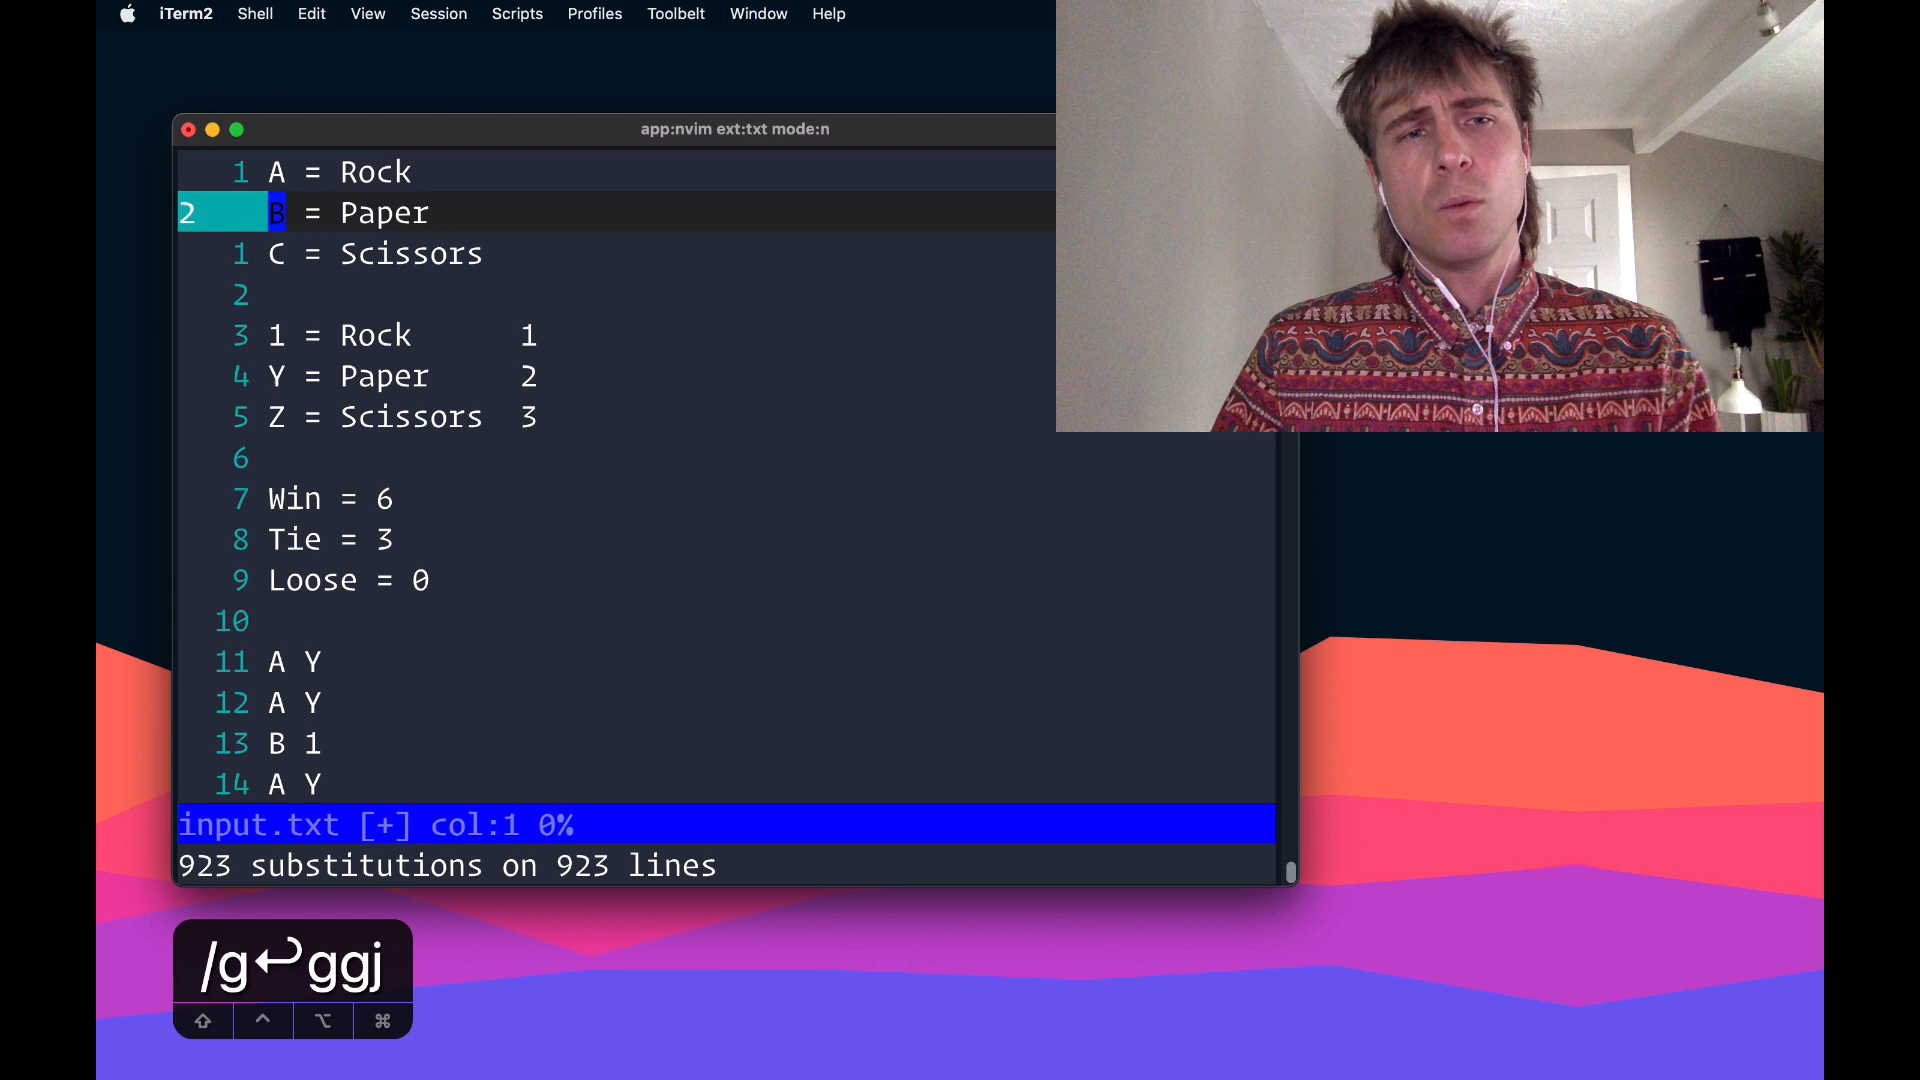 iTerm2 Shell Edit View Session Scripts Profiles Toolbelt Window Help
app:nvim ext:txt mode:n
1 A = Rock
2 B = Paper
1 C = Scissors
2
3 1 = Rock 1
4 Y = Paper 2
5 Z = Scissors 3
6
7 Win = 6
8 Tie = 3
9 Loose = 0
10
11 A Y
12 A Y
13 B 1
14 A Y
input.txt [+] col:1 0%
923 substitutions on 923 lines
/g↩ggj
⇧ ^ ⌥ ⌘